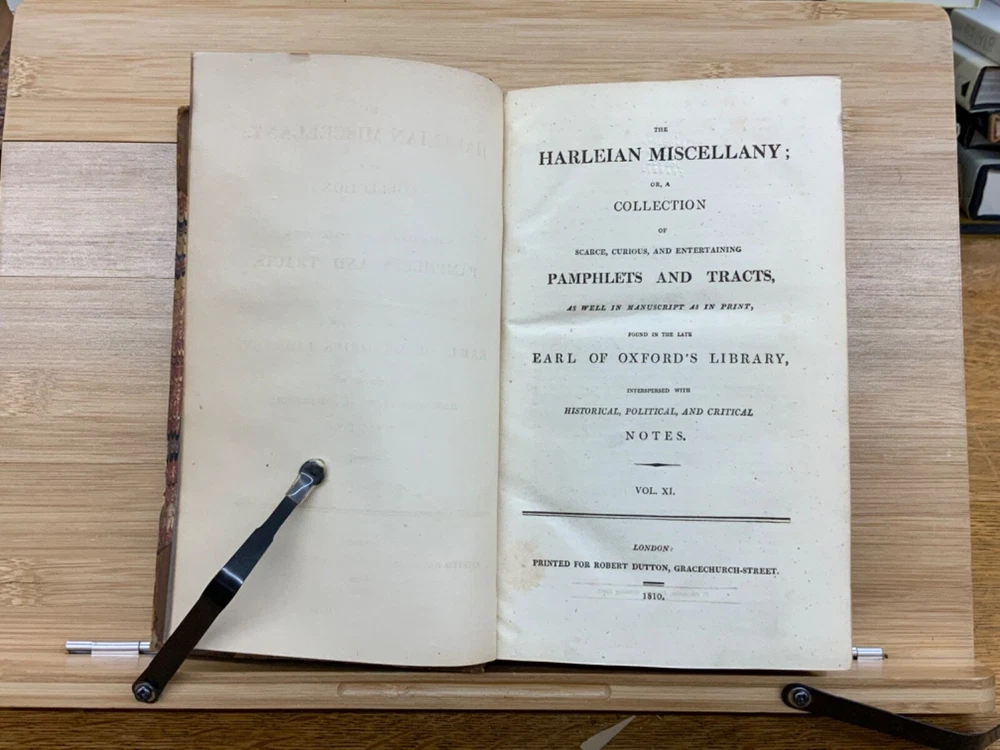 THE
HARLEIAN MISCELLANY;
OR, A
COLLECTION
OF
SCARCE, CURIOUS, AND ENTERTAINING
PAMPHLETS AND TRACTS,
AS WELL IN MANUSCRIPT AS IN PRINT,
FOUND IN THE LATE
EARL OF OXFORD'S LIBRARY,
INTERSPERSED WITH
HISTORICAL, POLITICAL, AND CRITICAL
NOTES.
VOL. XI.
LONDON:
PRINTED FOR ROBERT DUTTON, GRACECHURCH-STREET.
1810.